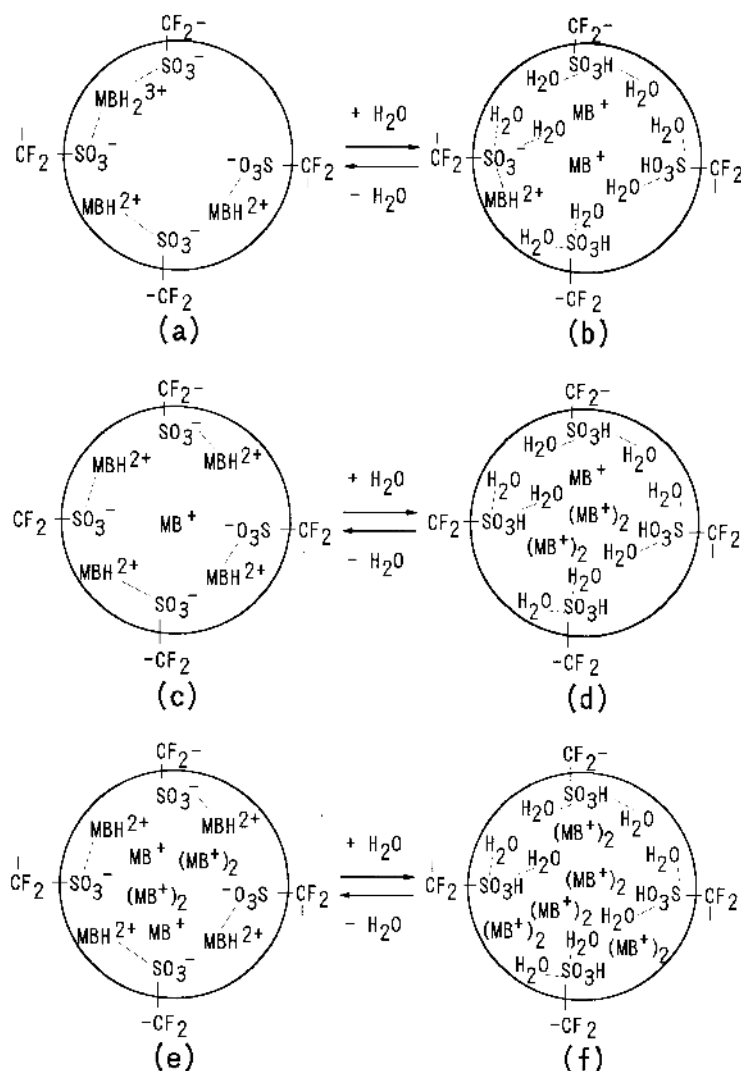 CF₂–
SO₃⁻
MBH₂³⁺
CF₂ SO₃⁻
⁻O₃S CF₂
MBH²⁺ MBH²⁺
SO₃⁻
–CF₂
(a)
+ H₂O
− H₂O
CF₂–
SO₃H
H₂O H₂O
MB⁺
H₂O H₂O H₂O
CF₂ SO₃⁻ MB⁺ HO₃S CF₂
MBH²⁺ H₂O H₂O
H₂O SO₃H
–CF₂
(b)
CF₂–
SO₃⁻
MBH²⁺ MBH²⁺
CF₂ SO₃⁻ MB⁺ ⁻O₃S CF₂
MBH²⁺ MBH²⁺
SO₃⁻
–CF₂
(c)
+ H₂O
− H₂O
CF₂–
SO₃H
H₂O H₂O
MB⁺
H₂O H₂O H₂O
CF₂ SO₃H (MB⁺)₂ HO₃S CF₂
(MB⁺)₂ H₂O
H₂O
H₂O SO₃H
–CF₂
(d)
CF₂–
SO₃⁻
MBH²⁺ MBH²⁺
MB⁺ (MB⁺)₂
CF₂ SO₃⁻ (MB⁺)₂ ⁻O₃S CF₂
MBH²⁺ MB⁺ MBH²⁺
SO₃⁻
–CF₂
(e)
+ H₂O
− H₂O
CF₂–
SO₃H
H₂O H₂O
(MB⁺)₂
H₂O H₂O H₂O
CF₂ SO₃H (MB⁺)₂ HO₃S CF₂
(MB⁺)₂ (MB⁺)₂ H₂O
H₂O (MB⁺)₂
H₂O SO₃H
–CF₂
(f)